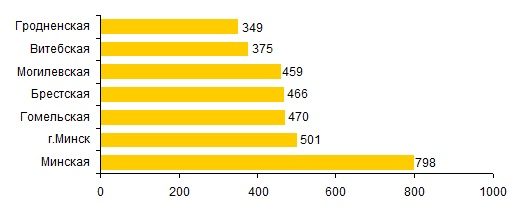 Гродненская 349
Витебская 375
Могилевская 459
Брестская 466
Гомельская 470
г.Минск 501
Минская 798
0 200 400 600 800 1000